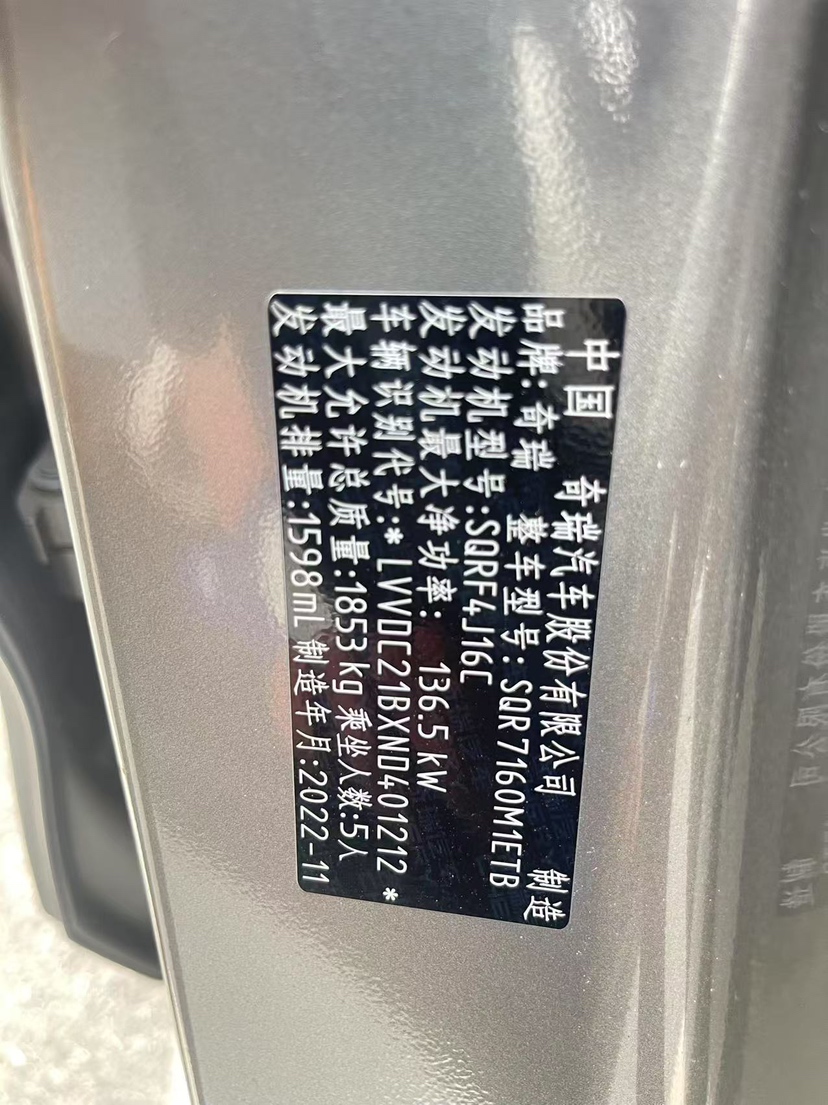 中国 奇瑞汽车股份有限公司 制造
品牌:奇瑞 整车型号:SQR7160M1ETB
发动机型号:SQRF4J16C
发动机最大净功率: 136.5 kW
车辆识别代号:* LVVDC21BXND401212 *
最大允许总质量:1853 kg 乘坐人数:5人
发动机排量:1598mL 制造年月:2022-11